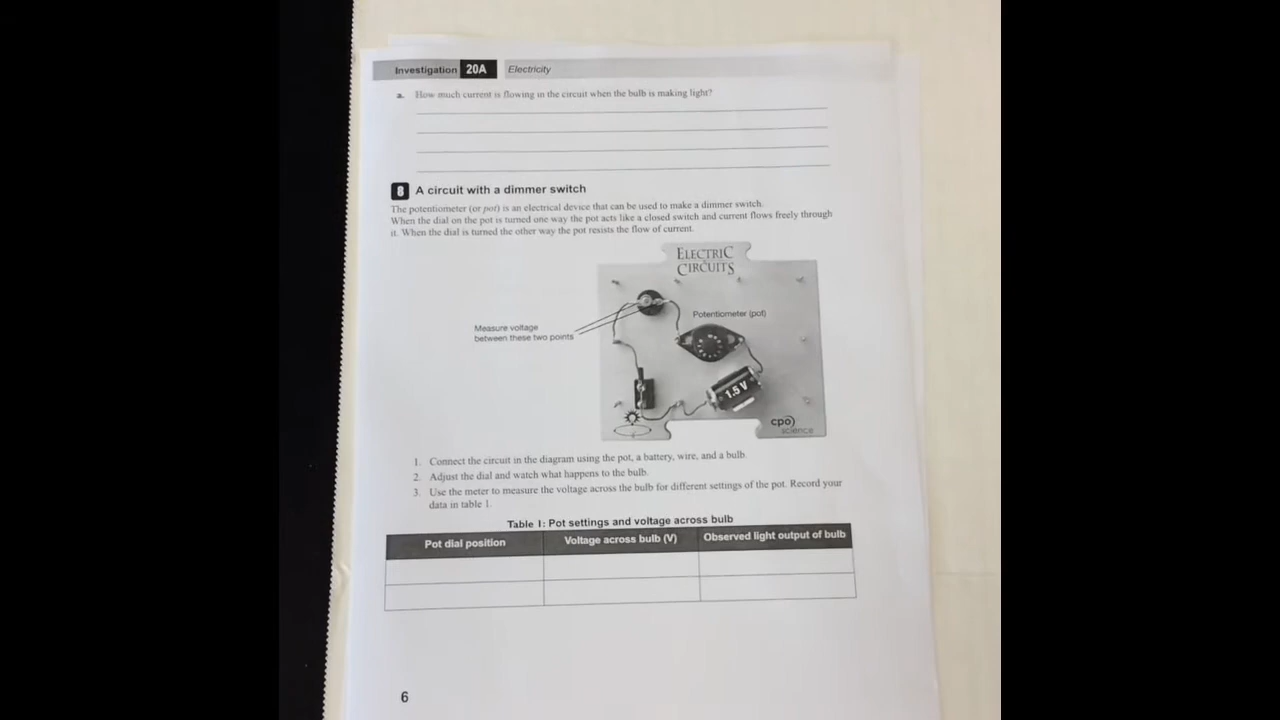 Investigation 20A Electricity
a. How much current is flowing in the circuit when the bulb is making light?
8 A circuit with a dimmer switch
The potentiometer (or pot) is an electrical device that can be used to make a dimmer switch.
When the dial on the pot is turned one way the pot acts like a closed switch and current flows freely through
it. When the dial is turned the other way the pot resists the flow of current.
ELECTRIC
CIRCUITS
Potentiometer (pot)
Measure voltage
between these two points
1.5 V
cpo
science
1. Connect the circuit in the diagram using the pot, a battery, wire, and a bulb.
2. Adjust the dial and watch what happens to the bulb.
3. Use the meter to measure the voltage across the bulb for different settings of the pot. Record your
data in table 1.
Table 1: Pot settings and voltage across bulb
Pot dial position Voltage across bulb (V) Observed light output of bulb
6